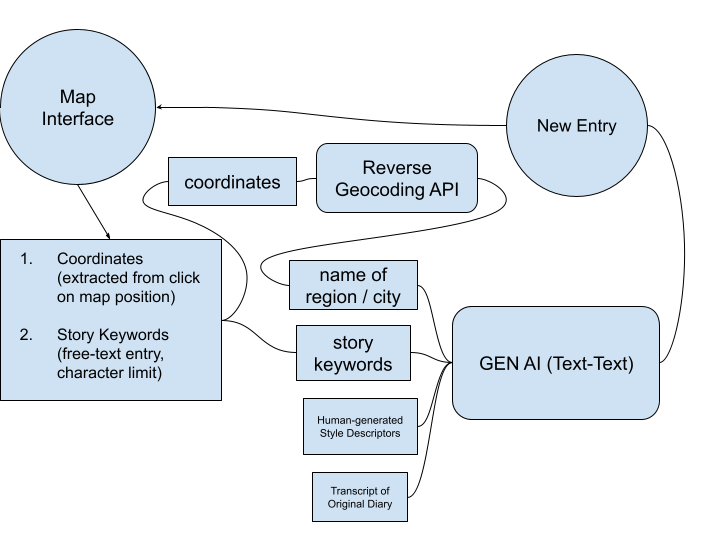 Map
Interface
New Entry
coordinates
Reverse
Geocoding API
1. Coordinates
(extracted from click
on map position)
2. Story Keywords
(free-text entry,
character limit)
name of
region / city
story
keywords
GEN AI (Text-Text)
Human-generated
Style Descriptors
Transcript of
Original Diary